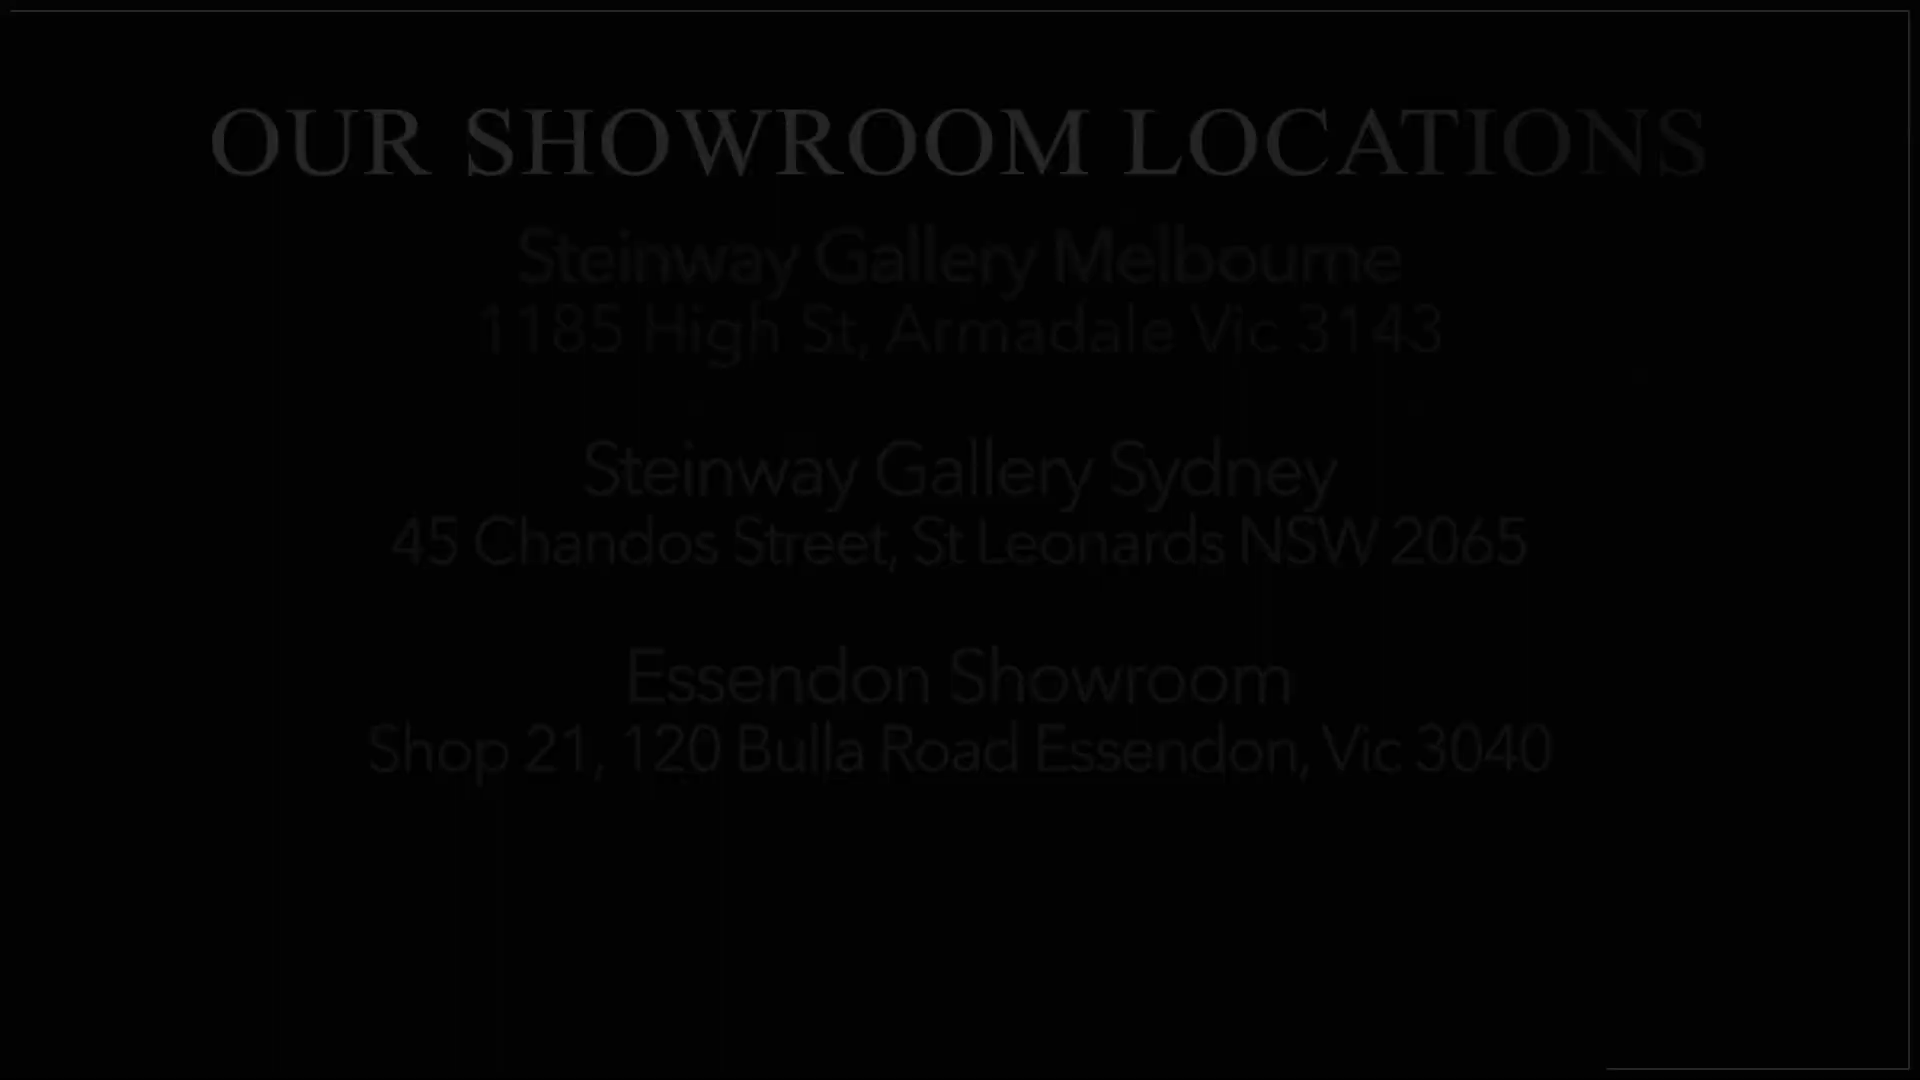 OUR SHOWROOM LOCATIONS
Steinway Gallery Melbourne
1185 High St, Armadale Vic 3143
Steinway Gallery Sydney
45 Chandos Street, St Leonards NSW 2065
Essendon Showroom
Shop 21, 120 Bulla Road Essendon, Vic 3040